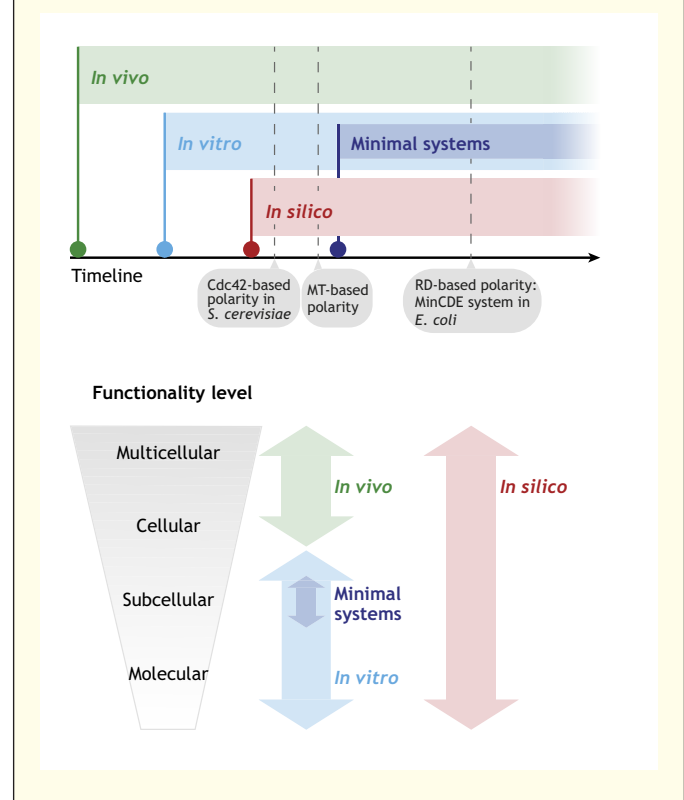 In vivo
In vitro
Minimal systems
In silico
Timeline
Cdc42-based
polarity in
S. cerevisiae
MT-based
polarity
RD-based polarity:
MinCDE system in
E. coli
Functionality level
Multicellular
Cellular
Subcellular
Molecular
In vivo
Minimal
systems
In vitro
In silico